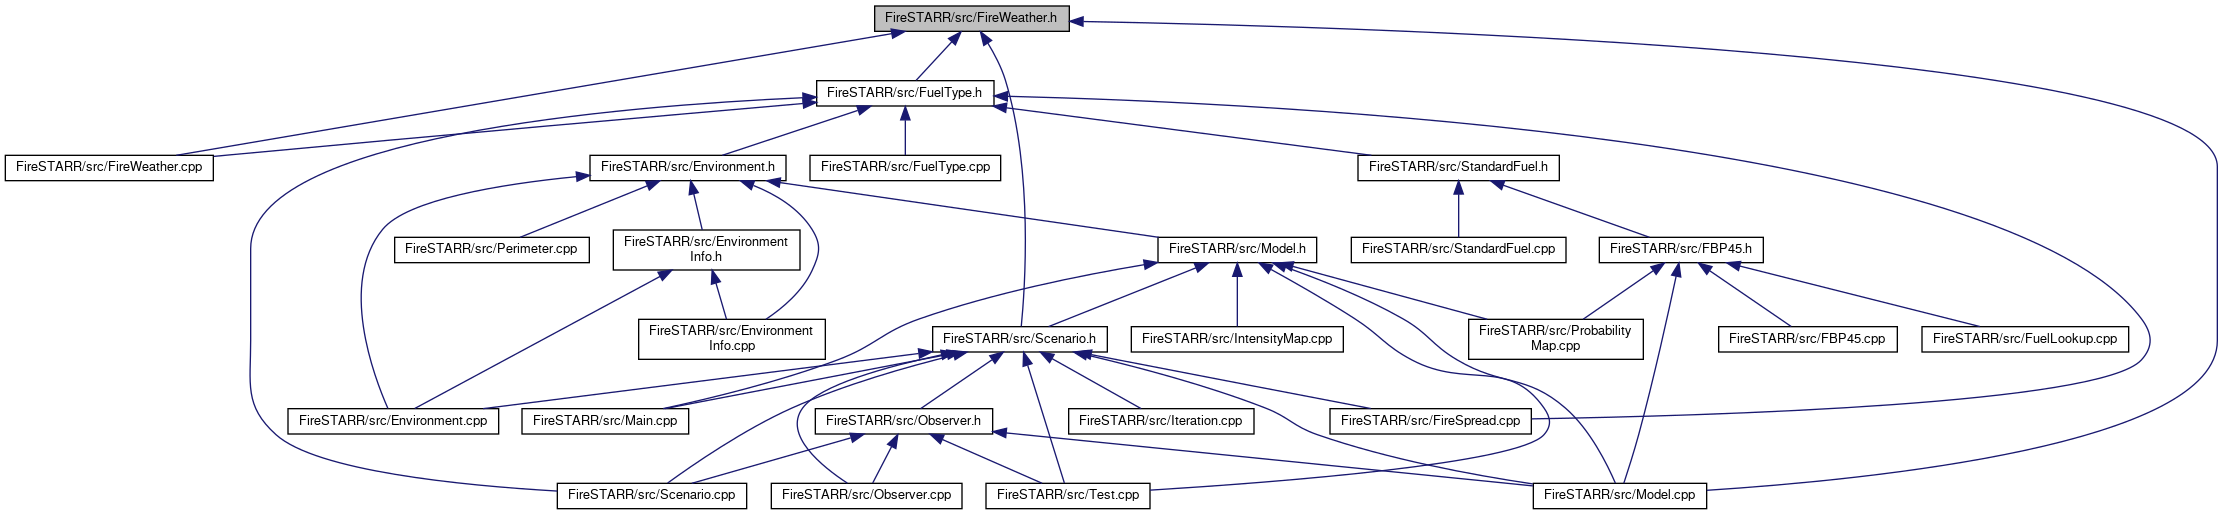 FireSTARR/src/FireWeather.h
FireSTARR/src/FuelType.h
FireSTARR/src/FireWeather.cpp
FireSTARR/src/Environment.h
FireSTARR/src/FuelType.cpp
FireSTARR/src/StandardFuel.h
FireSTARR/src/Perimeter.cpp
FireSTARR/src/Environment
Info.h
FireSTARR/src/Model.h
FireSTARR/src/StandardFuel.cpp
FireSTARR/src/FBP45.h
FireSTARR/src/Environment
Info.cpp
FireSTARR/src/Scenario.h
FireSTARR/src/IntensityMap.cpp
FireSTARR/src/Probability
Map.cpp
FireSTARR/src/FBP45.cpp
FireSTARR/src/FuelLookup.cpp
FireSTARR/src/Environment.cpp
FireSTARR/src/Main.cpp
FireSTARR/src/Observer.h
FireSTARR/src/Iteration.cpp
FireSTARR/src/FireSpread.cpp
FireSTARR/src/Scenario.cpp
FireSTARR/src/Observer.cpp
FireSTARR/src/Test.cpp
FireSTARR/src/Model.cpp